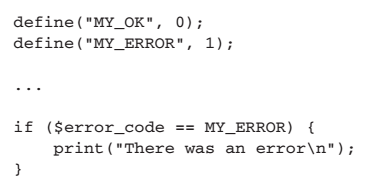 define("MY_OK", 0);
define("MY_ERROR", 1);

...

if ($error_code == MY_ERROR) {
    print("There was an error\n");
}